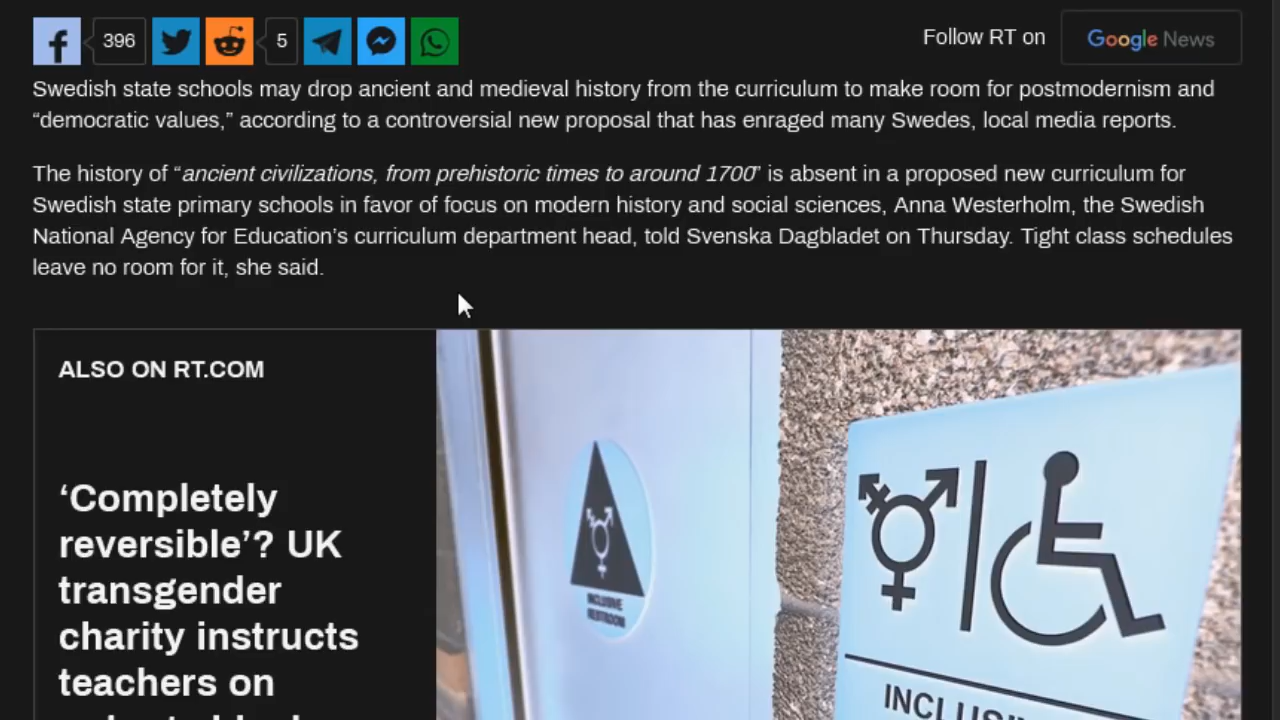 396
5
Follow RT on
Google News
Swedish state schools may drop ancient and medieval history from the curriculum to make room for postmodernism and
“democratic values,” according to a controversial new proposal that has enraged many Swedes, local media reports.
The history of “ancient civilizations, from prehistoric times to around 1700” is absent in a proposed new curriculum for
Swedish state primary schools in favor of focus on modern history and social sciences, Anna Westerholm, the Swedish
National Agency for Education’s curriculum department head, told Svenska Dagbladet on Thursday. Tight class schedules
leave no room for it, she said.
ALSO ON RT.COM
‘Completely
reversible’? UK
transgender
charity instructs
teachers on
INCLUSIVE
RESTROOM